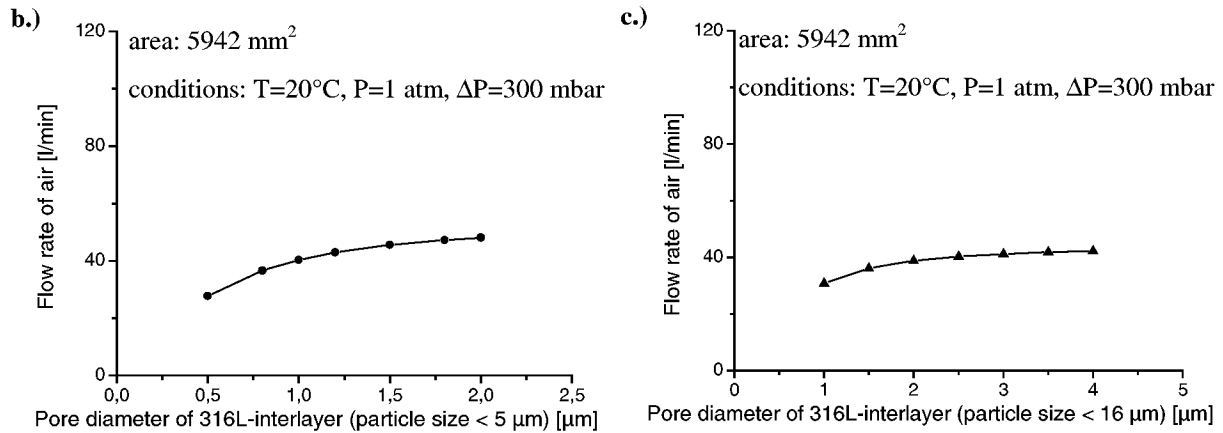 b.)
area: 5942 mm²
conditions: T=20°C, P=1 atm, ΔP=300 mbar
Flow rate of air [l/min]
120
80
40
0
0,0 0,5 1,0 1,5 2,0 2,5
Pore diameter of 316L-interlayer (particle size < 5 µm) [µm]
c.)
area: 5942 mm²
conditions: T=20°C, P=1 atm, ΔP=300 mbar
Flow rate of air [l/min]
120
80
40
0
0 1 2 3 4 5
Pore diameter of 316L-interlayer (particle size < 16 µm) [µm]